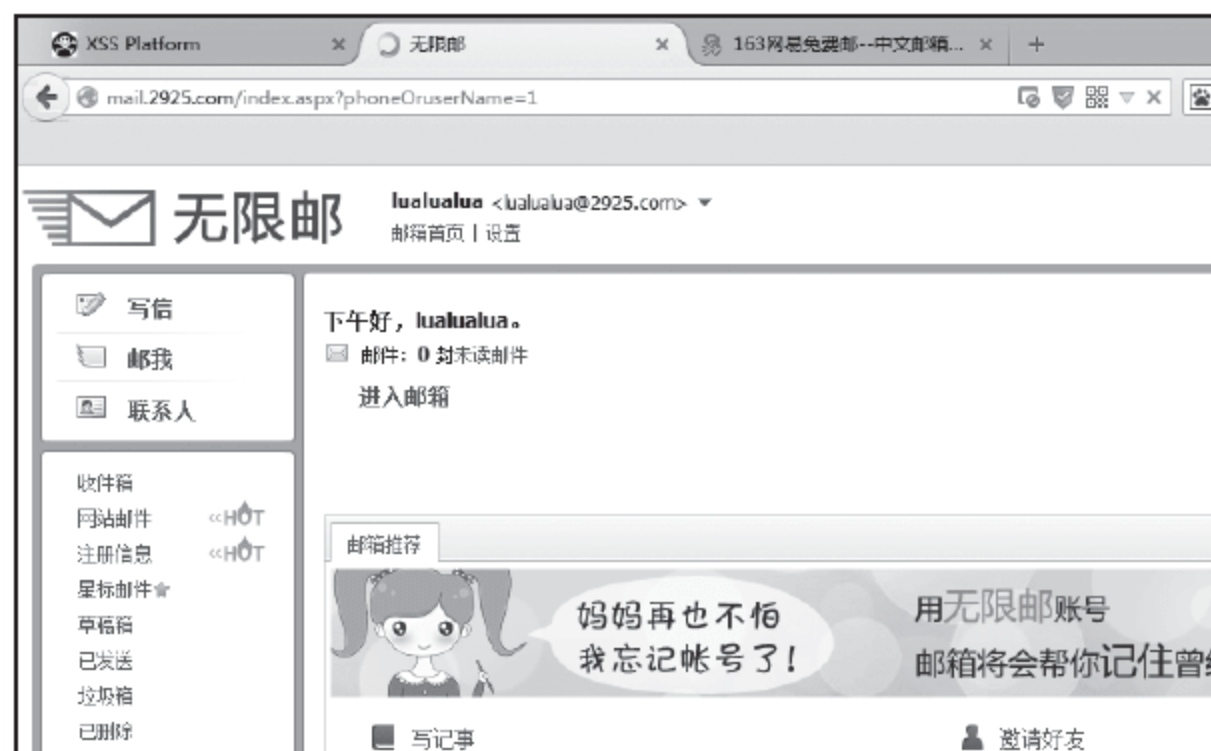 XSS Platform
无限邮
163网易免费邮--中文邮箱...
mail.2925.com/index.aspx?phoneOruserName=1
无限邮
lualualua <lualualua@2925.com>
邮箱首页 | 设置
写信
邮我
联系人
下午好，lualualua。
邮件：0 封未读邮件
进入邮箱
收件箱
网站邮件 «HOT
注册信息 «HOT
星标邮件
草稿箱
已发送
垃圾箱
已删除
邮箱推荐
妈妈再也不怕
我忘记帐号了！
用无限邮账号
邮箱将会帮你记住曾
写记事
邀请好友